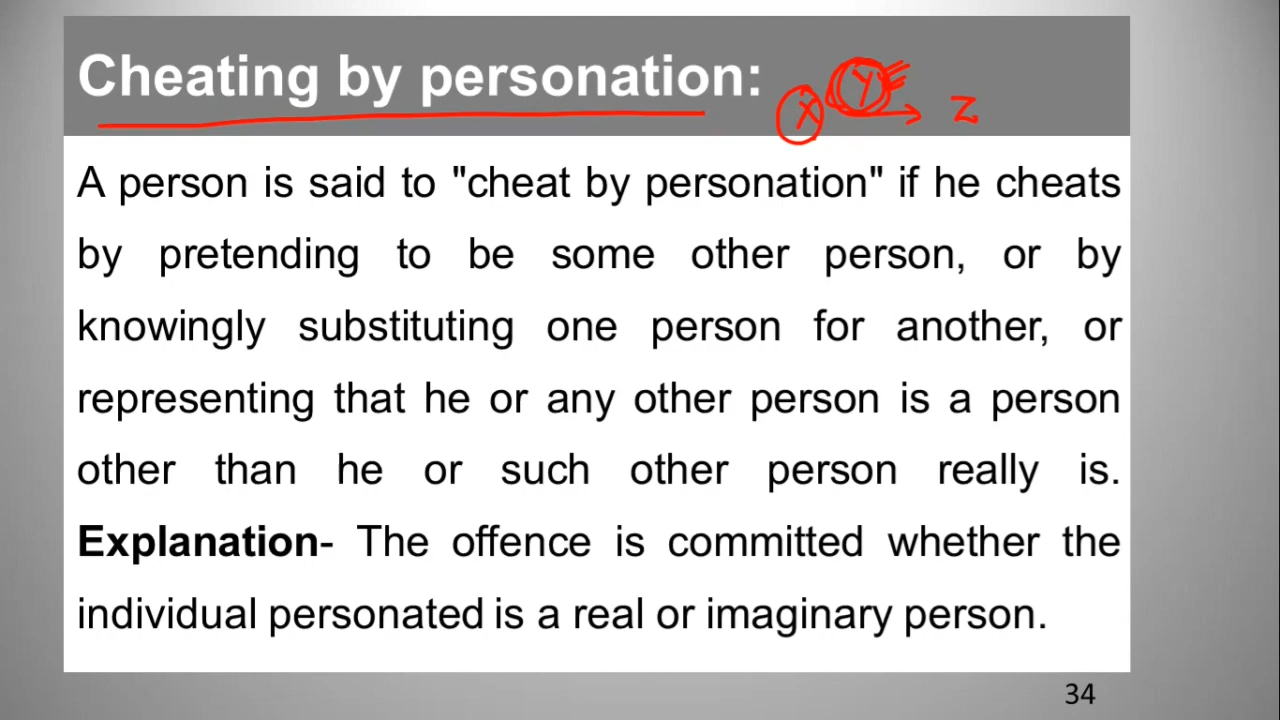 Cheating by personation:
X Y Z
A person is said to "cheat by personation" if he cheats
by pretending to be some other person, or by
knowingly substituting one person for another, or
representing that he or any other person is a person
other than he or such other person really is.
Explanation- The offence is committed whether the
individual personated is a real or imaginary person.
34